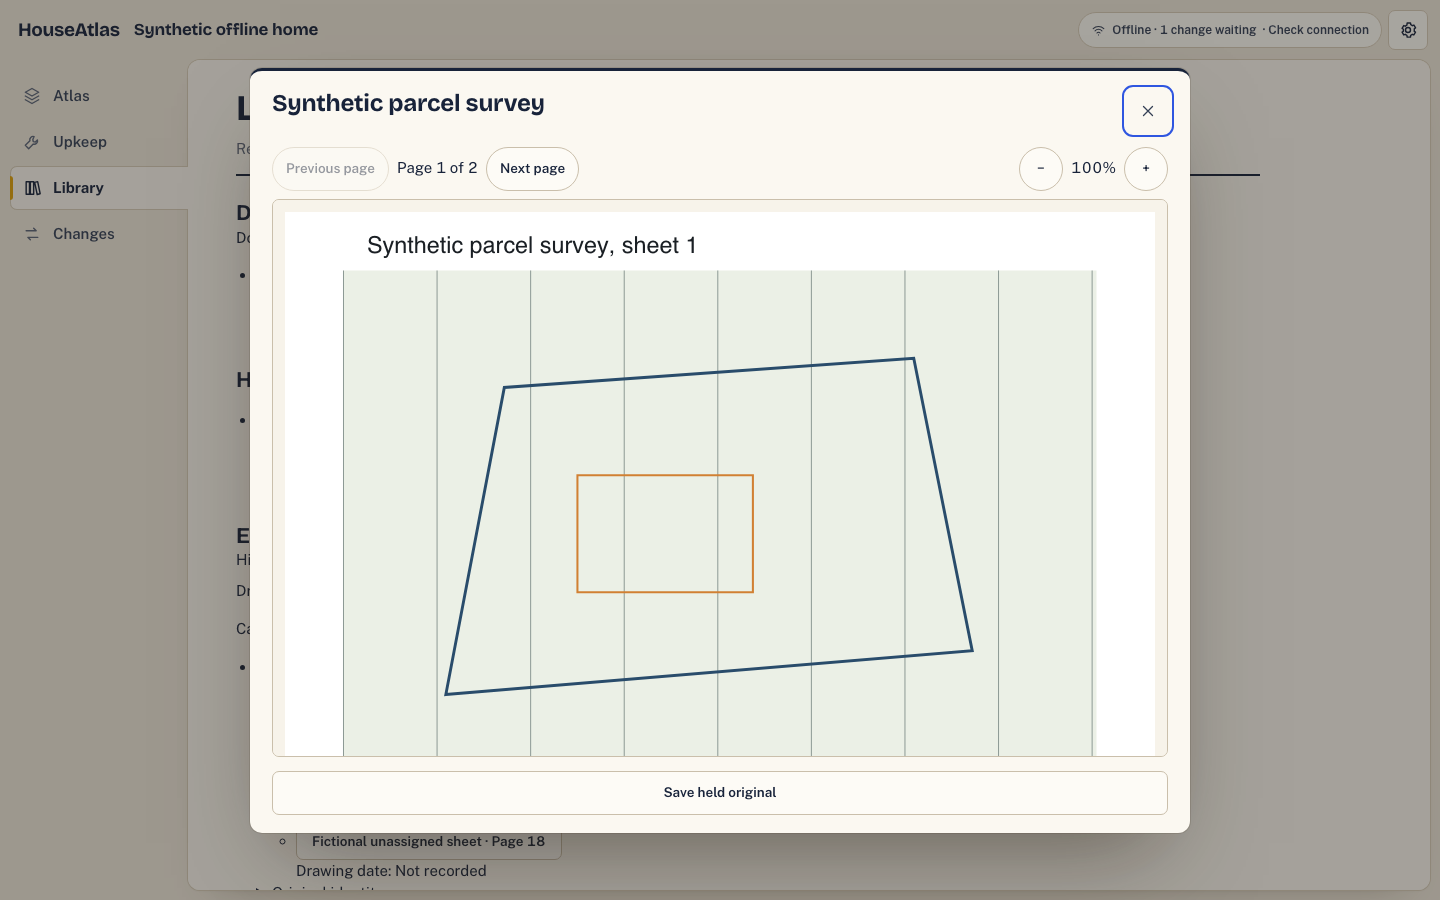 HouseAtlas Synthetic offline home
Offline · 1 change waiting · Check connection
Atlas
Upkeep
Library
Changes
Synthetic parcel survey
Previous page Page 1 of 2 Next page
− 100% +
Synthetic parcel survey, sheet 1
Save held original
Fictional unassigned sheet · Page 18
Drawing date: Not recorded